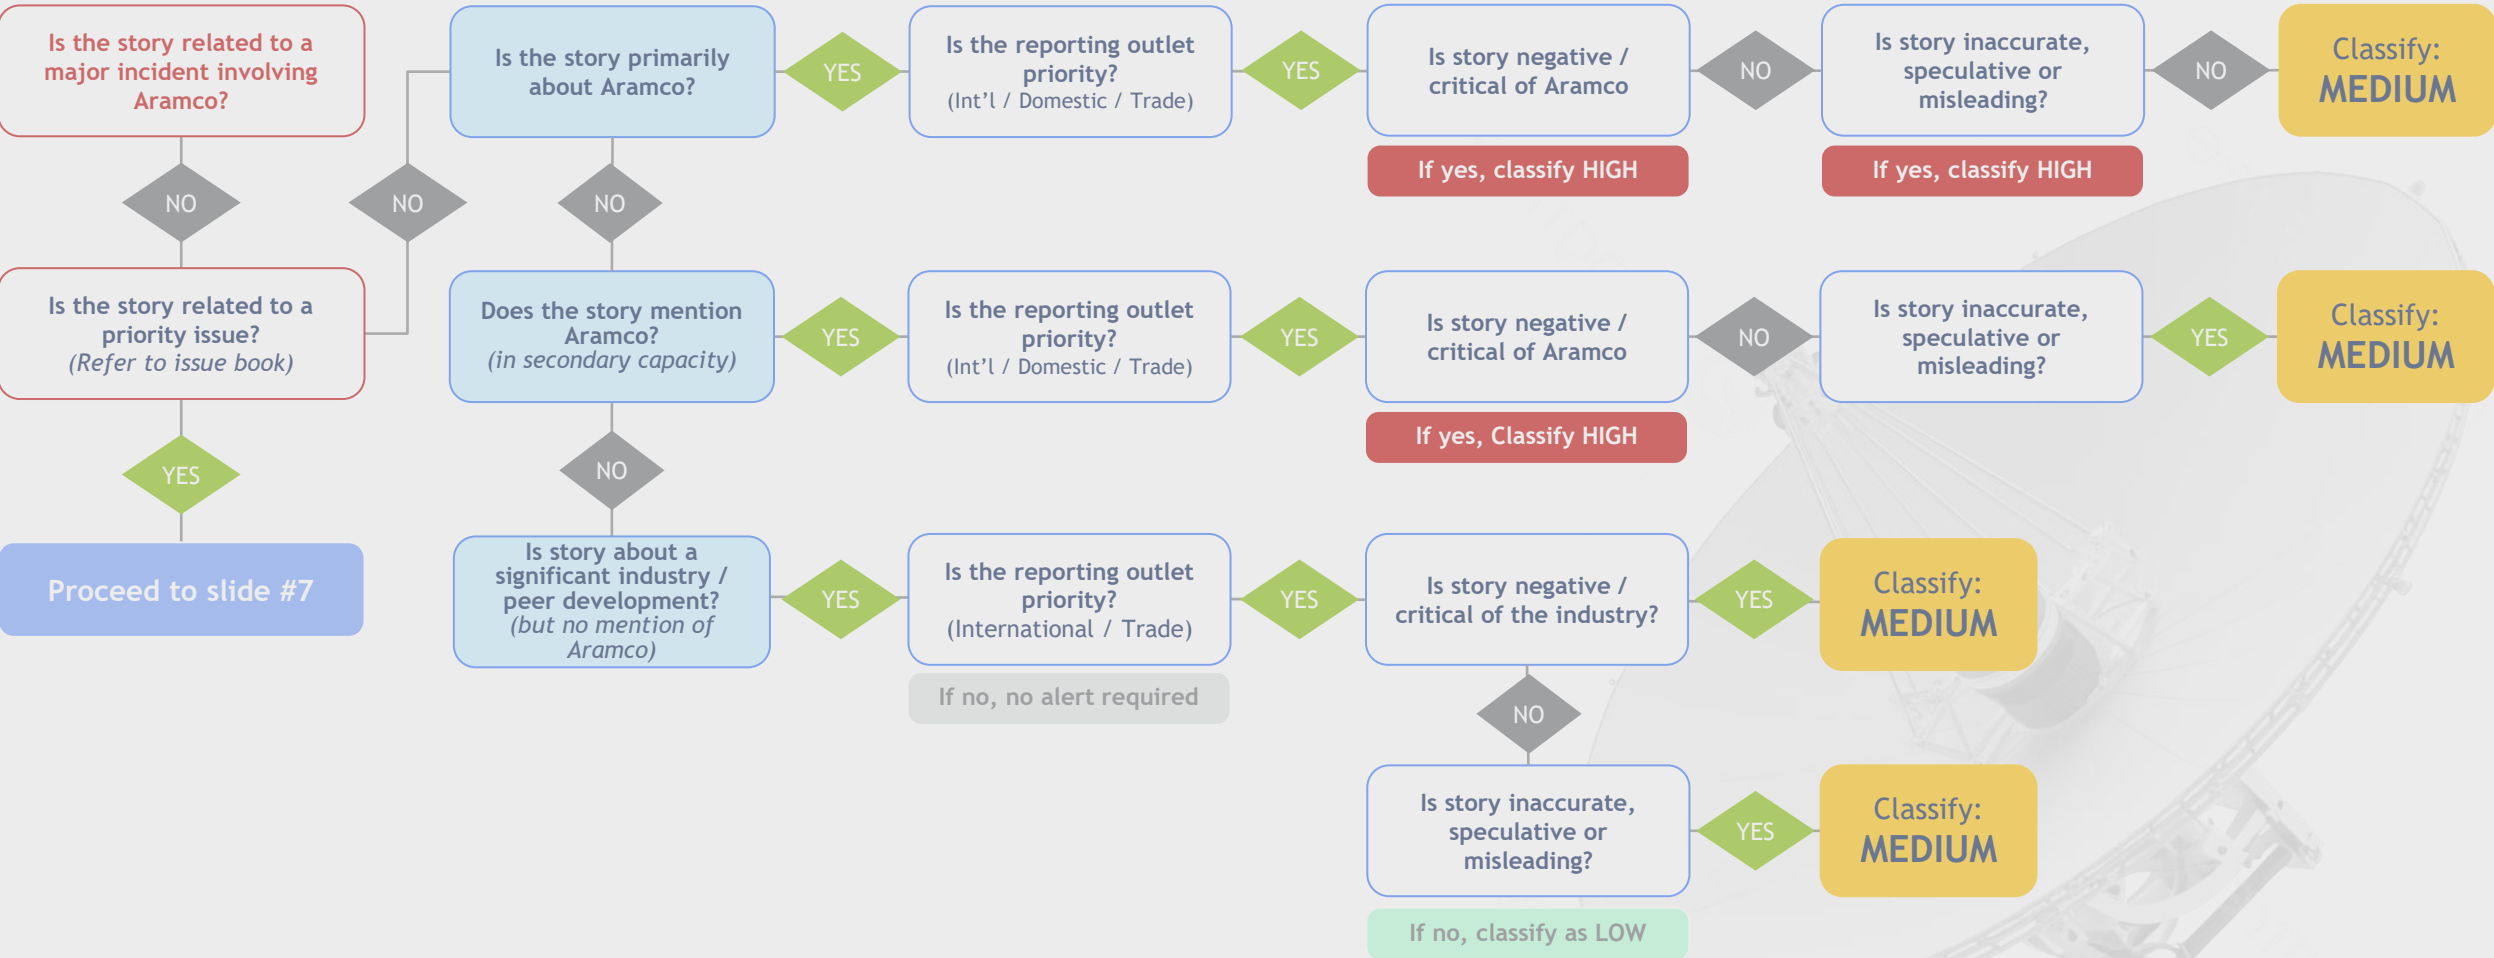 Is the story related to a
major incident involving
Aramco?
NO
Is the story related to a
priority issue?
(Refer to issue book)
YES
Proceed to slide #7
NO
Is the story primarily
about Aramco?
YES
Is the reporting outlet
priority?
(Int'l / Domestic / Trade)
YES
Is story negative /
critical of Aramco
If yes, classify HIGH
NO
Is story inaccurate,
speculative or
misleading?
If yes, classify HIGH
NO
Classify:
MEDIUM
NO
Does the story mention
Aramco?
(in secondary capacity)
YES
Is the reporting outlet
priority?
(Int'l / Domestic / Trade)
YES
Is story negative /
critical of Aramco
If yes, Classify HIGH
NO
Is story inaccurate,
speculative or
misleading?
YES
Classify:
MEDIUM
NO
Is story about a
significant industry /
peer development?
(but no mention of
Aramco)
YES
Is the reporting outlet
priority?
(International / Trade)
If no, no alert required
YES
Is story negative /
critical of the industry?
YES
Classify:
MEDIUM
NO
Is story inaccurate,
speculative or
misleading?
If no, classify as LOW
YES
Classify:
MEDIUM